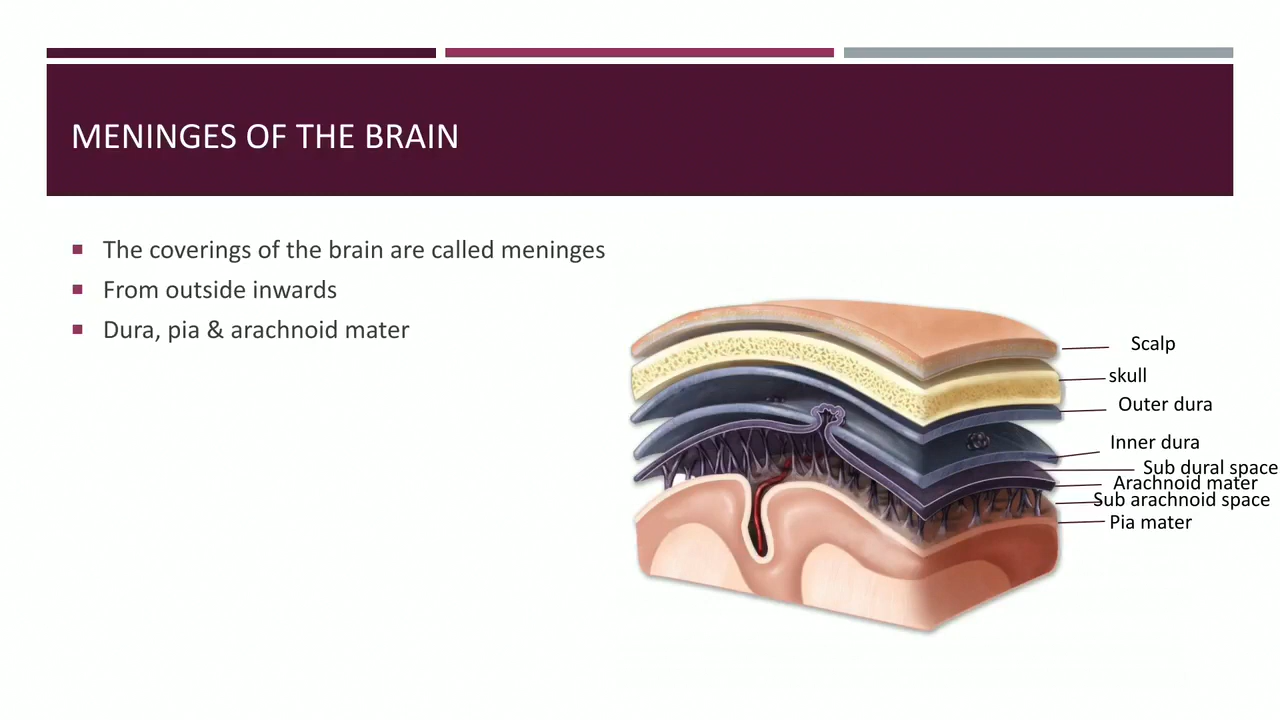 MENINGES OF THE BRAIN
The coverings of the brain are called meninges
From outside inwards
Dura, pia & arachnoid mater
Scalp
skull
Outer dura
Inner dura
Sub dural space
Arachnoid mater
Sub arachnoid space
Pia mater